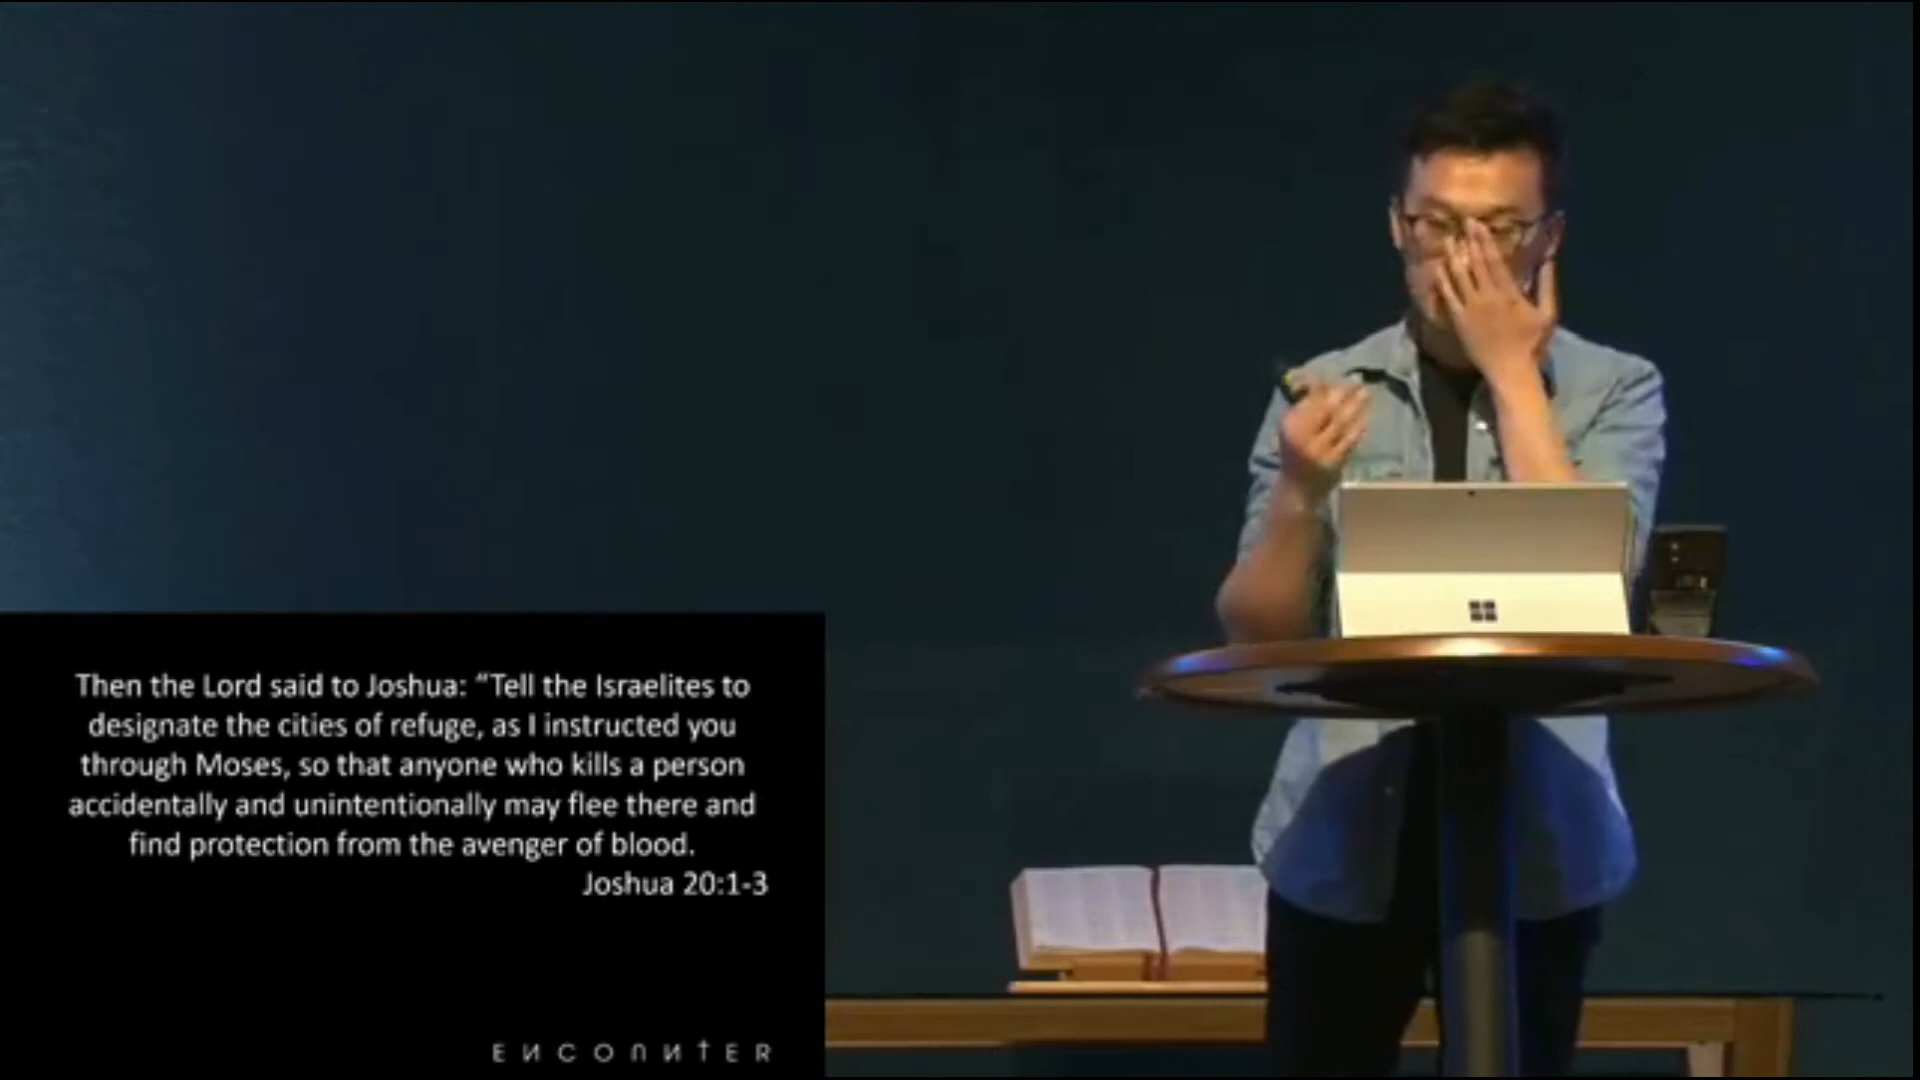 Then the Lord said to Joshua: “Tell the Israelites to
designate the cities of refuge, as I instructed you
through Moses, so that anyone who kills a person
accidentally and unintentionally may flee there and
find protection from the avenger of blood.
Joshua 20:1-3
ENCOUNTER